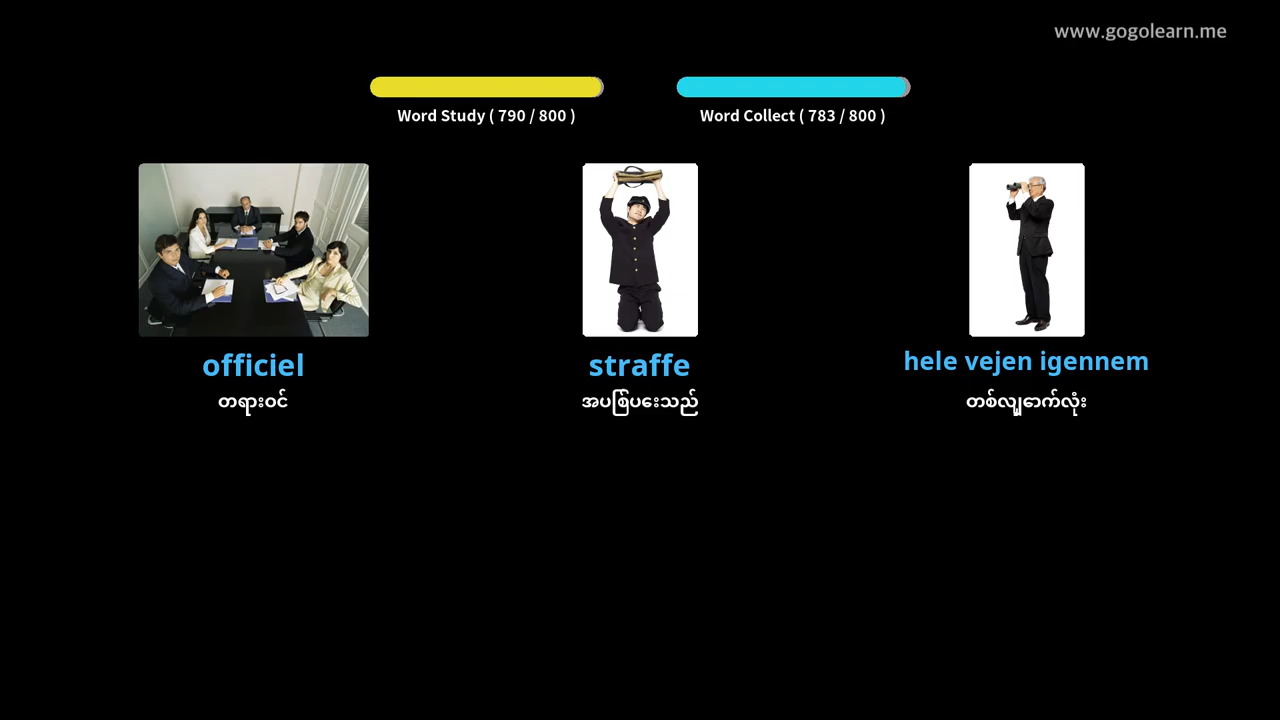 www.gogolearn.me
Word Study ( 790 / 800 )
Word Collect ( 783 / 800 )
officiel
straffe
hele vejen igennem
တရားဝင်
အပစ်ပြပေးသည်
တစ်လျှောက်လုံး